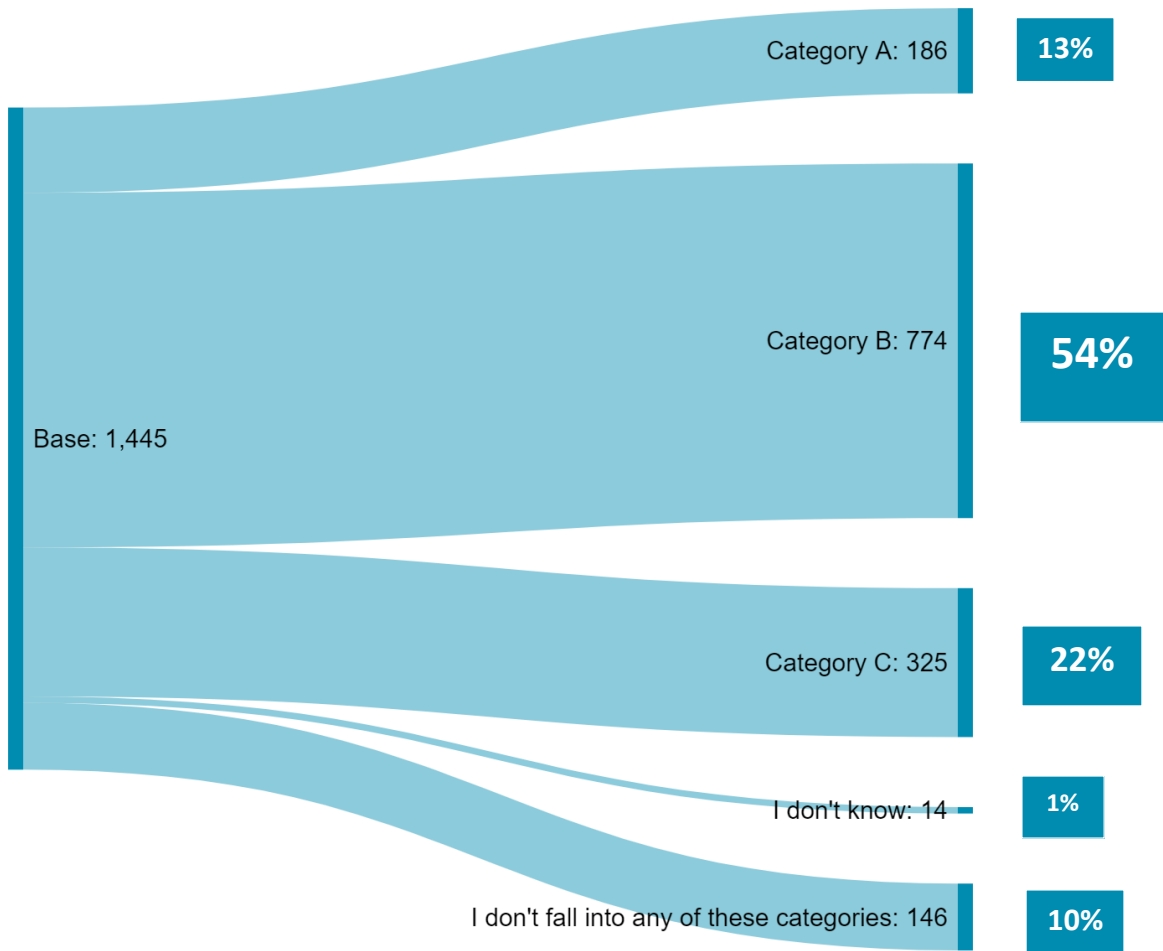 Category A: 186
13%
Category B: 774
54%
Base: 1,445
Category C: 325
22%
I don't know: 14
1%
I don't fall into any of these categories: 146
10%